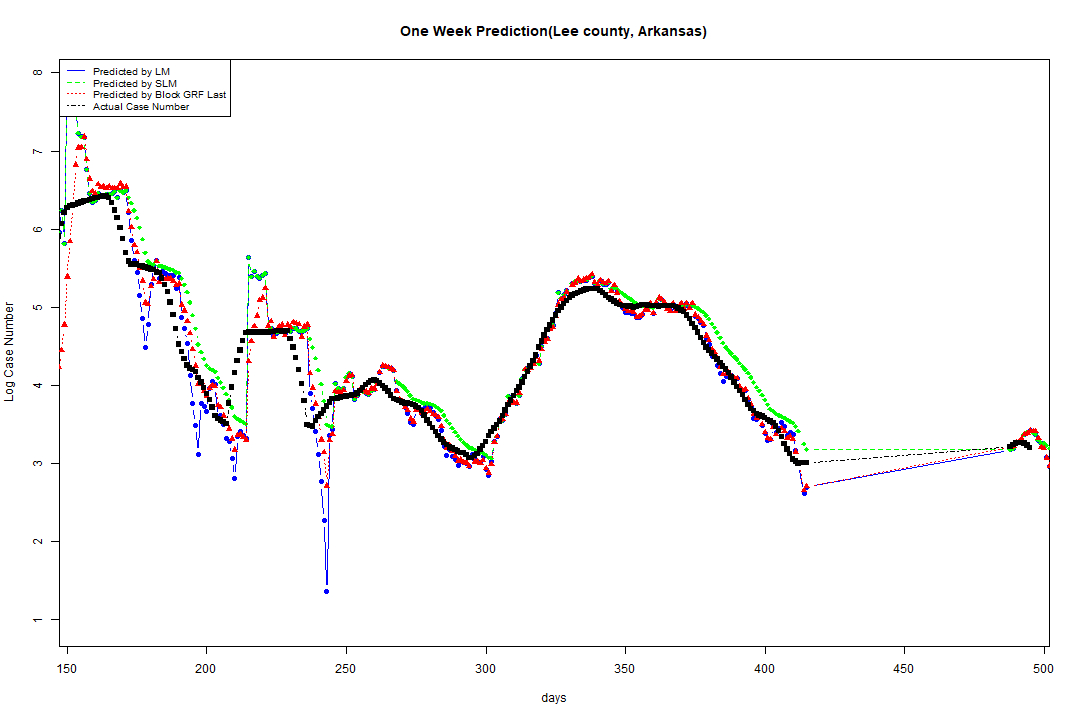 One Week Prediction(Lee county, Arkansas)
Predicted by LM
Predicted by SLM
Predicted by Block GRF Last
Actual Case Number
8
7
6
5
4
3
2
1
Log Case Number
150 200 250 300 350 400 450 500
days